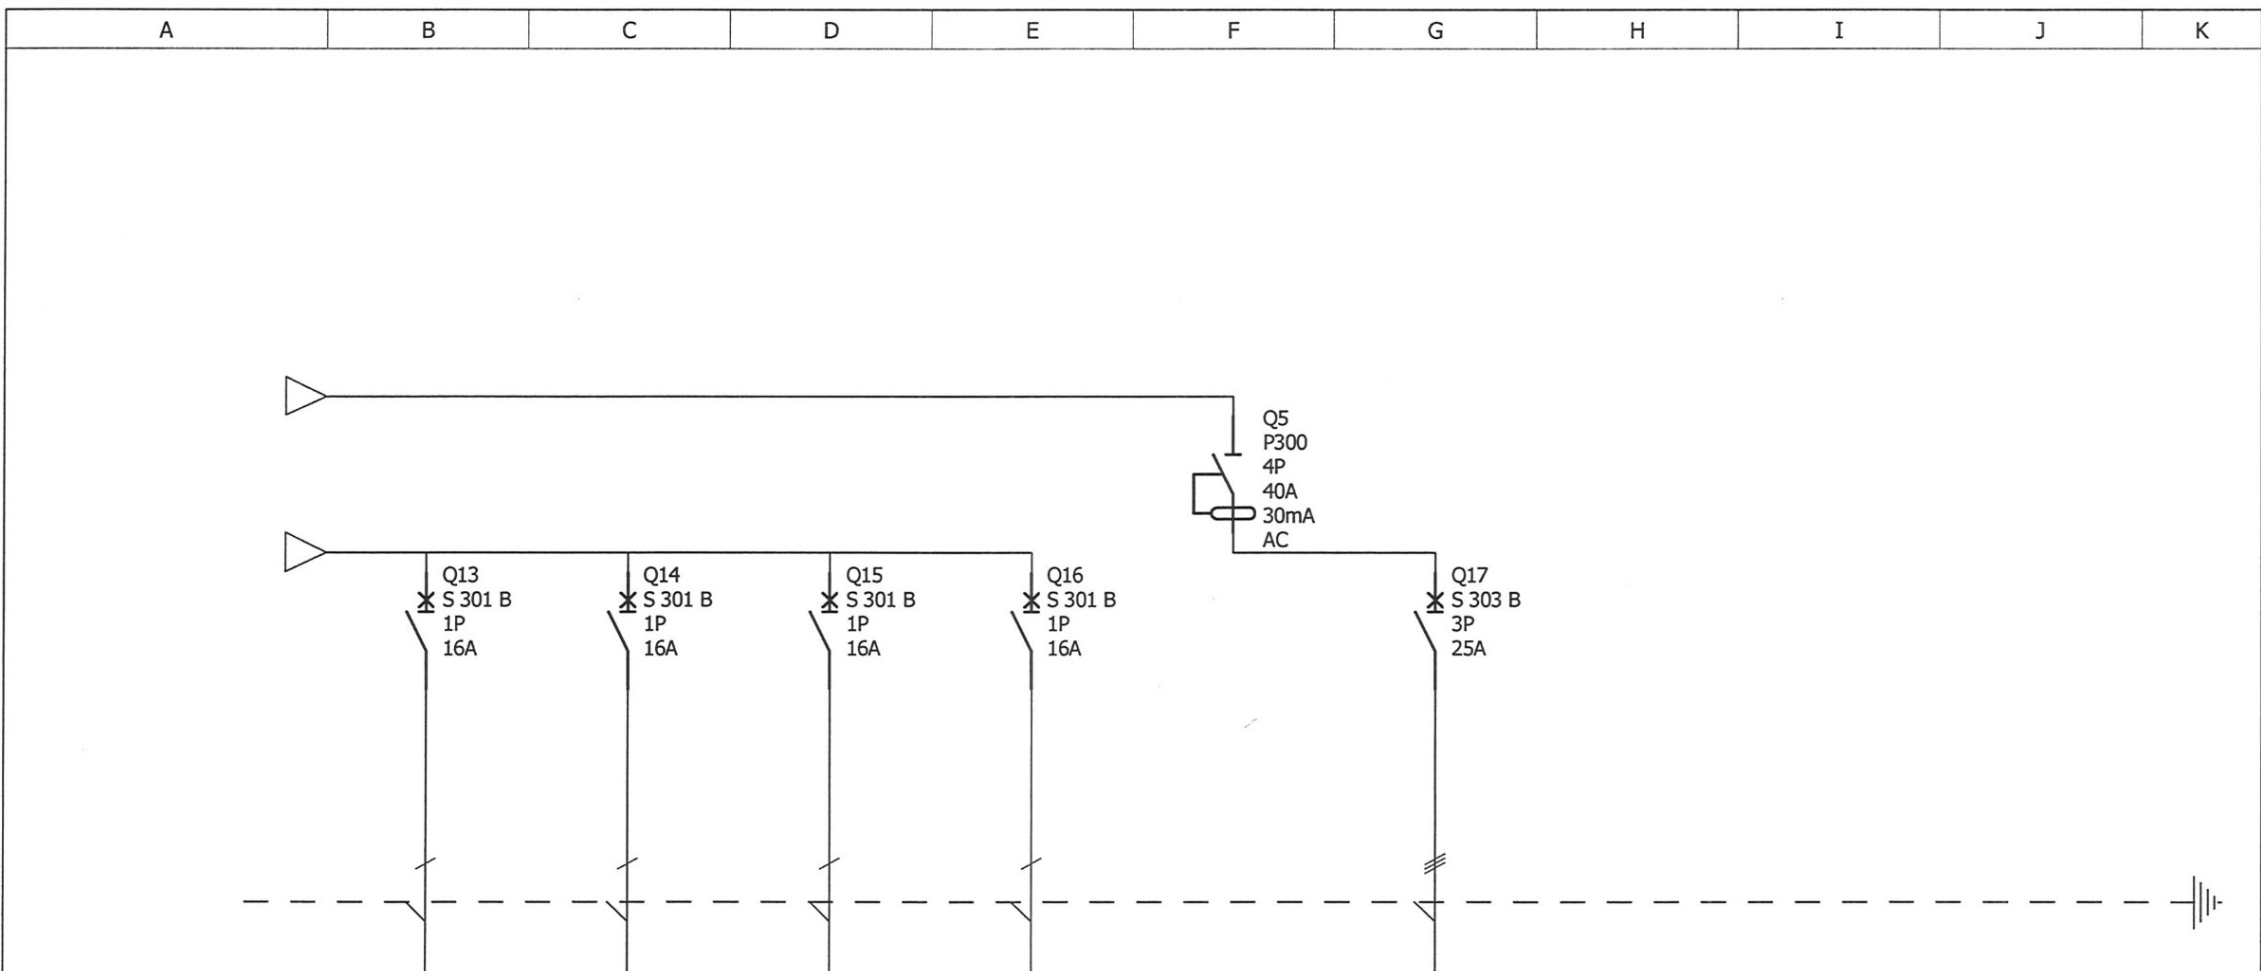 A B C D E F G H I J K
Q5
P300
4P
40A
30mA
AC
Q13
S 301 B
1P
16A
Q14
S 301 B
1P
16A
Q15
S 301 B
1P
16A
Q16
S 301 B
1P
16A
Q17
S 303 B
3P
25A